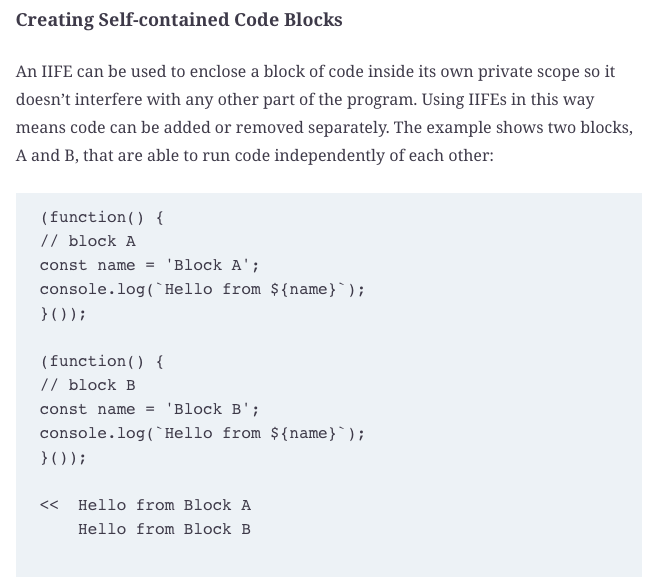 Creating Self-contained Code Blocks
An IIFE can be used to enclose a block of code inside its own private scope so it
doesn’t interfere with any other part of the program. Using IIFEs in this way
means code can be added or removed separately. The example shows two blocks,
A and B, that are able to run code independently of each other:
(function() {
// block A
const name = 'Block A';
console.log(`Hello from ${name}`);
}());
(function() {
// block B
const name = 'Block B';
console.log(`Hello from ${name}`);
}());
<<  Hello from Block A
    Hello from Block B